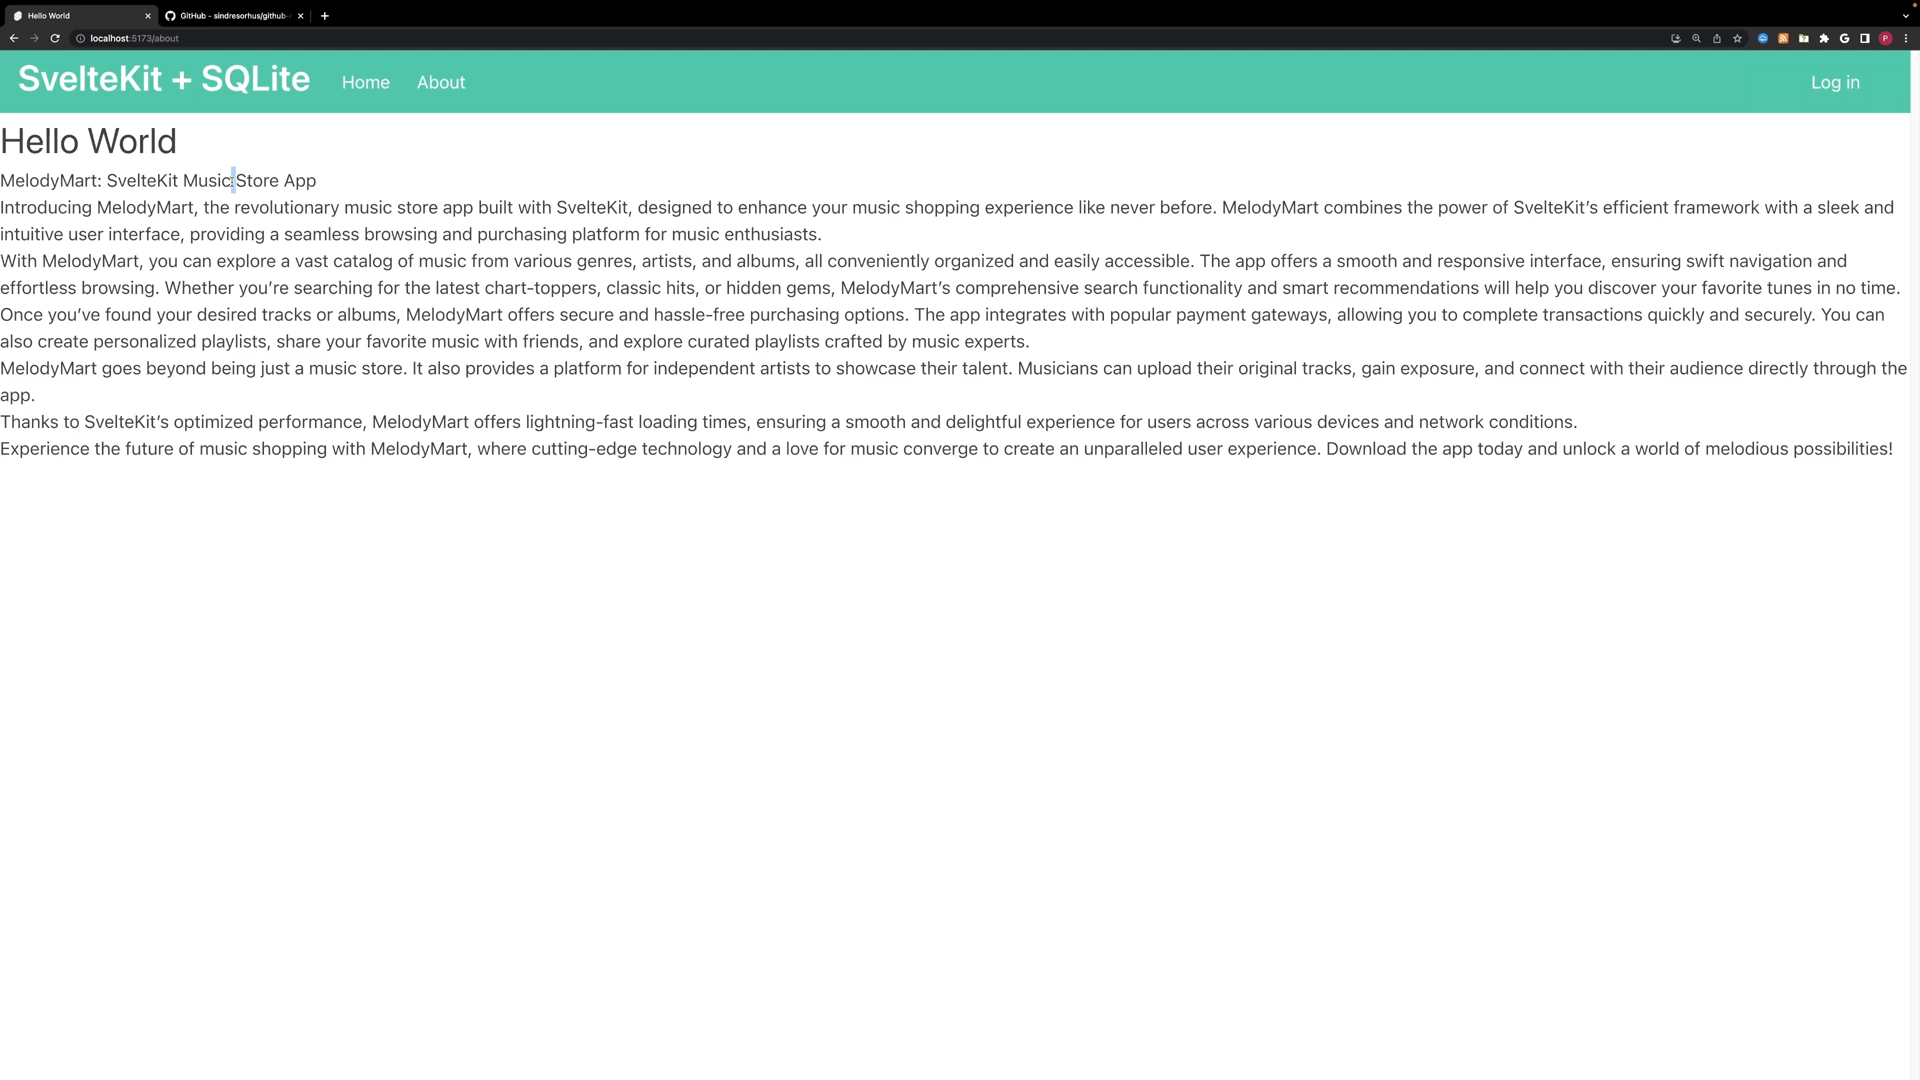 Hello World
GitHub - sindresorhus/github-
localhost:5173/about
SvelteKit + SQLite Home About Log in
Hello World
MelodyMart: SvelteKit Music Store App
Introducing MelodyMart, the revolutionary music store app built with SvelteKit, designed to enhance your music shopping experience like never before. MelodyMart combines the power of SvelteKit’s efficient framework with a sleek and
intuitive user interface, providing a seamless browsing and purchasing platform for music enthusiasts.
With MelodyMart, you can explore a vast catalog of music from various genres, artists, and albums, all conveniently organized and easily accessible. The app offers a smooth and responsive interface, ensuring swift navigation and
effortless browsing. Whether you’re searching for the latest chart-toppers, classic hits, or hidden gems, MelodyMart’s comprehensive search functionality and smart recommendations will help you discover your favorite tunes in no time.
Once you’ve found your desired tracks or albums, MelodyMart offers secure and hassle-free purchasing options. The app integrates with popular payment gateways, allowing you to complete transactions quickly and securely. You can
also create personalized playlists, share your favorite music with friends, and explore curated playlists crafted by music experts.
MelodyMart goes beyond being just a music store. It also provides a platform for independent artists to showcase their talent. Musicians can upload their original tracks, gain exposure, and connect with their audience directly through the
app.
Thanks to SvelteKit’s optimized performance, MelodyMart offers lightning-fast loading times, ensuring a smooth and delightful experience for users across various devices and network conditions.
Experience the future of music shopping with MelodyMart, where cutting-edge technology and a love for music converge to create an unparalleled user experience. Download the app today and unlock a world of melodious possibilities!